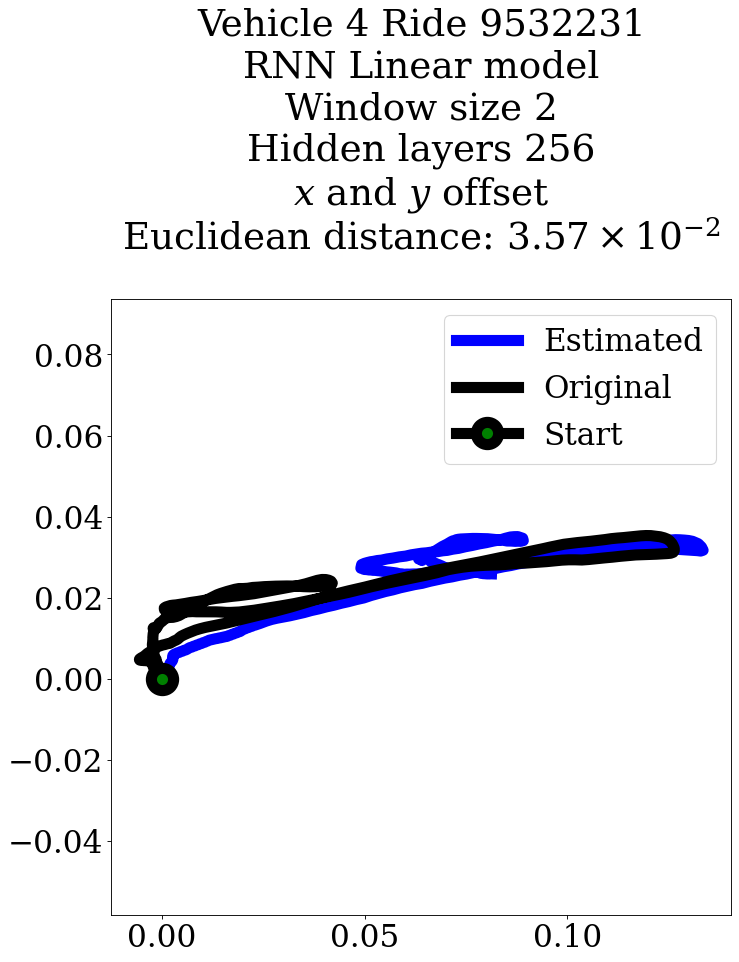 Vehicle 4 Ride 9532231
RNN Linear model
Window size 2
Hidden layers 256
x and y offset
Euclidean distance: 3.57 × 10⁻²
Estimated
Original
Start
0.08
0.06
0.04
0.02
0.00
−0.02
−0.04
0.00 0.05 0.10